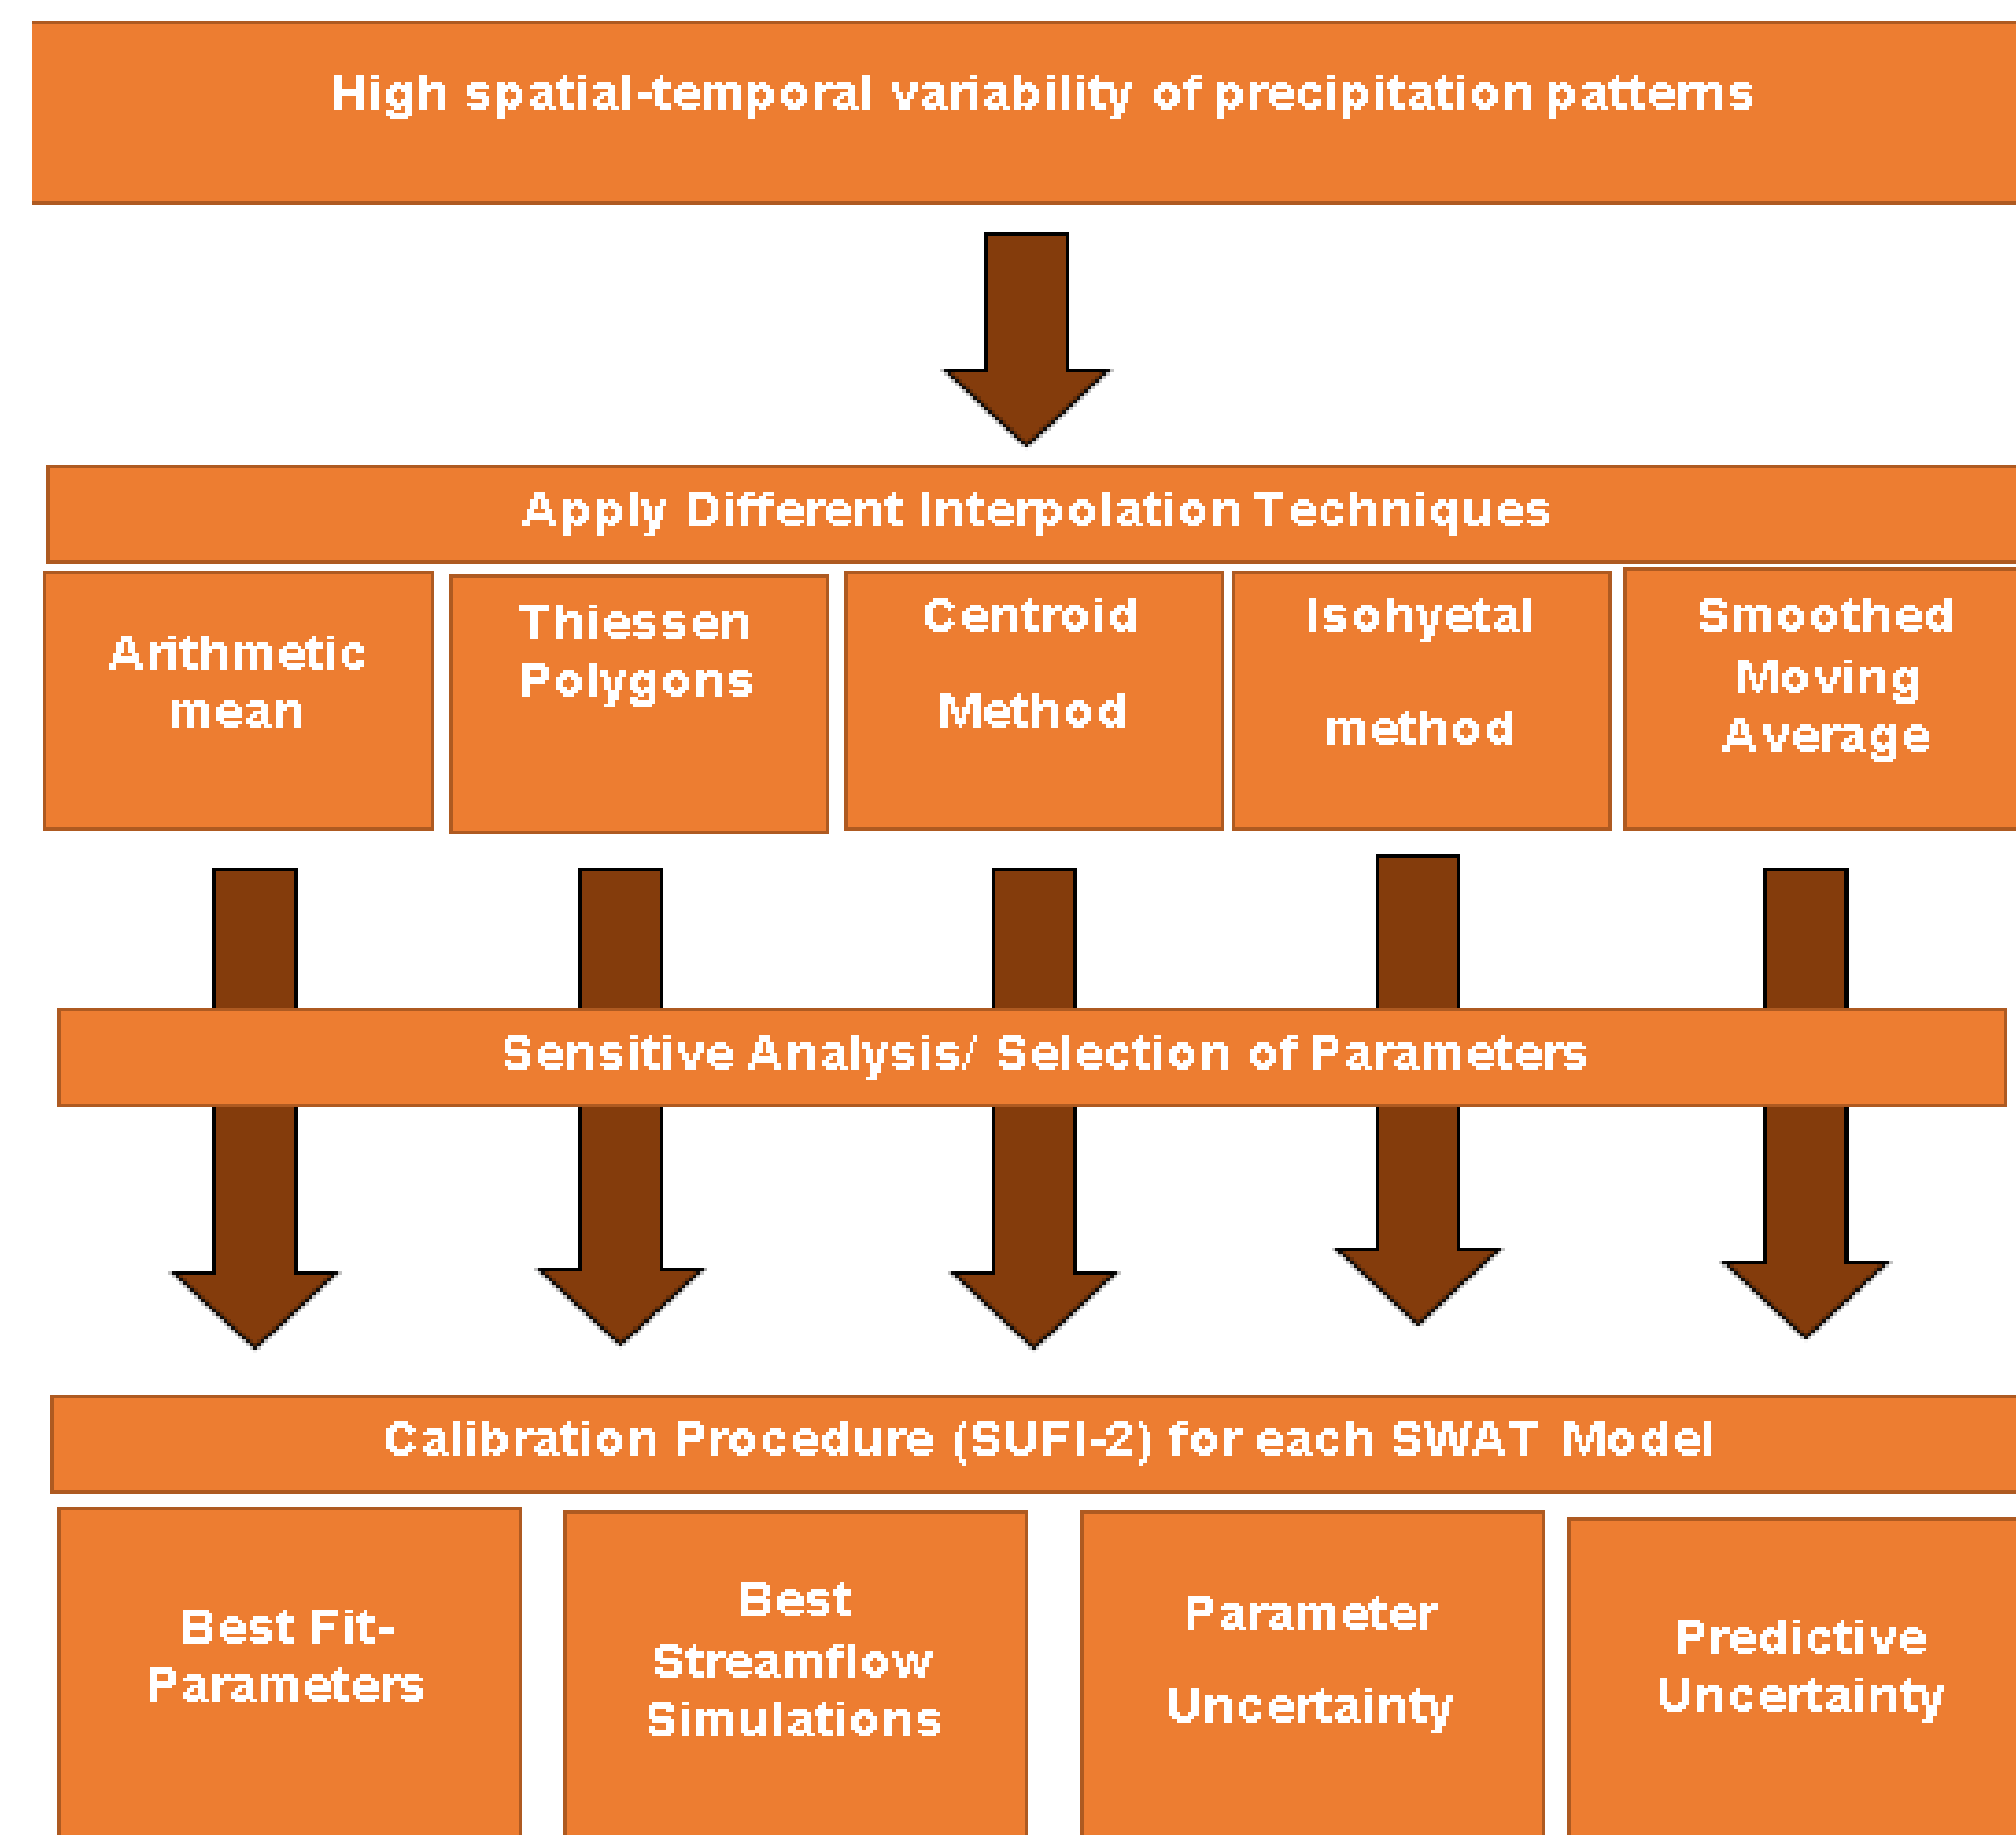 High spatial-temporal variability of precipitation patterns
Apply Different Interpolation Techniques
Arithmetic
mean
Thiessen
Polygons
Centroid
Method
Isohyetal
method
Smoothed
Moving
Average
Sensitive Analysis/ Selection of Parameters
Calibration Procedure (SUFI-2) for each SWAT Model
Best Fit-
Parameters
Best
Streamflow
Simulations
Parameter
Uncertainty
Predictive
Uncertainty